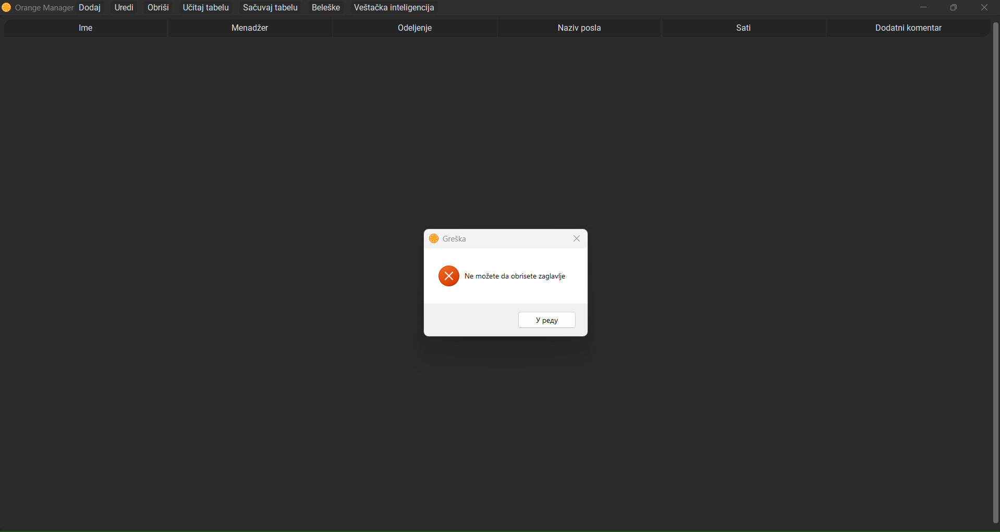 Orange Manager Dodaj Uredi Obriši Učitaj tabelu Sačuvaj tabelu Beleške Veštačka inteligencija
Ime Menadžer Odeljenje Naziv posla Sati Dodatni komentar
Greška
Ne možete da obrisete zaglavlje
У реду